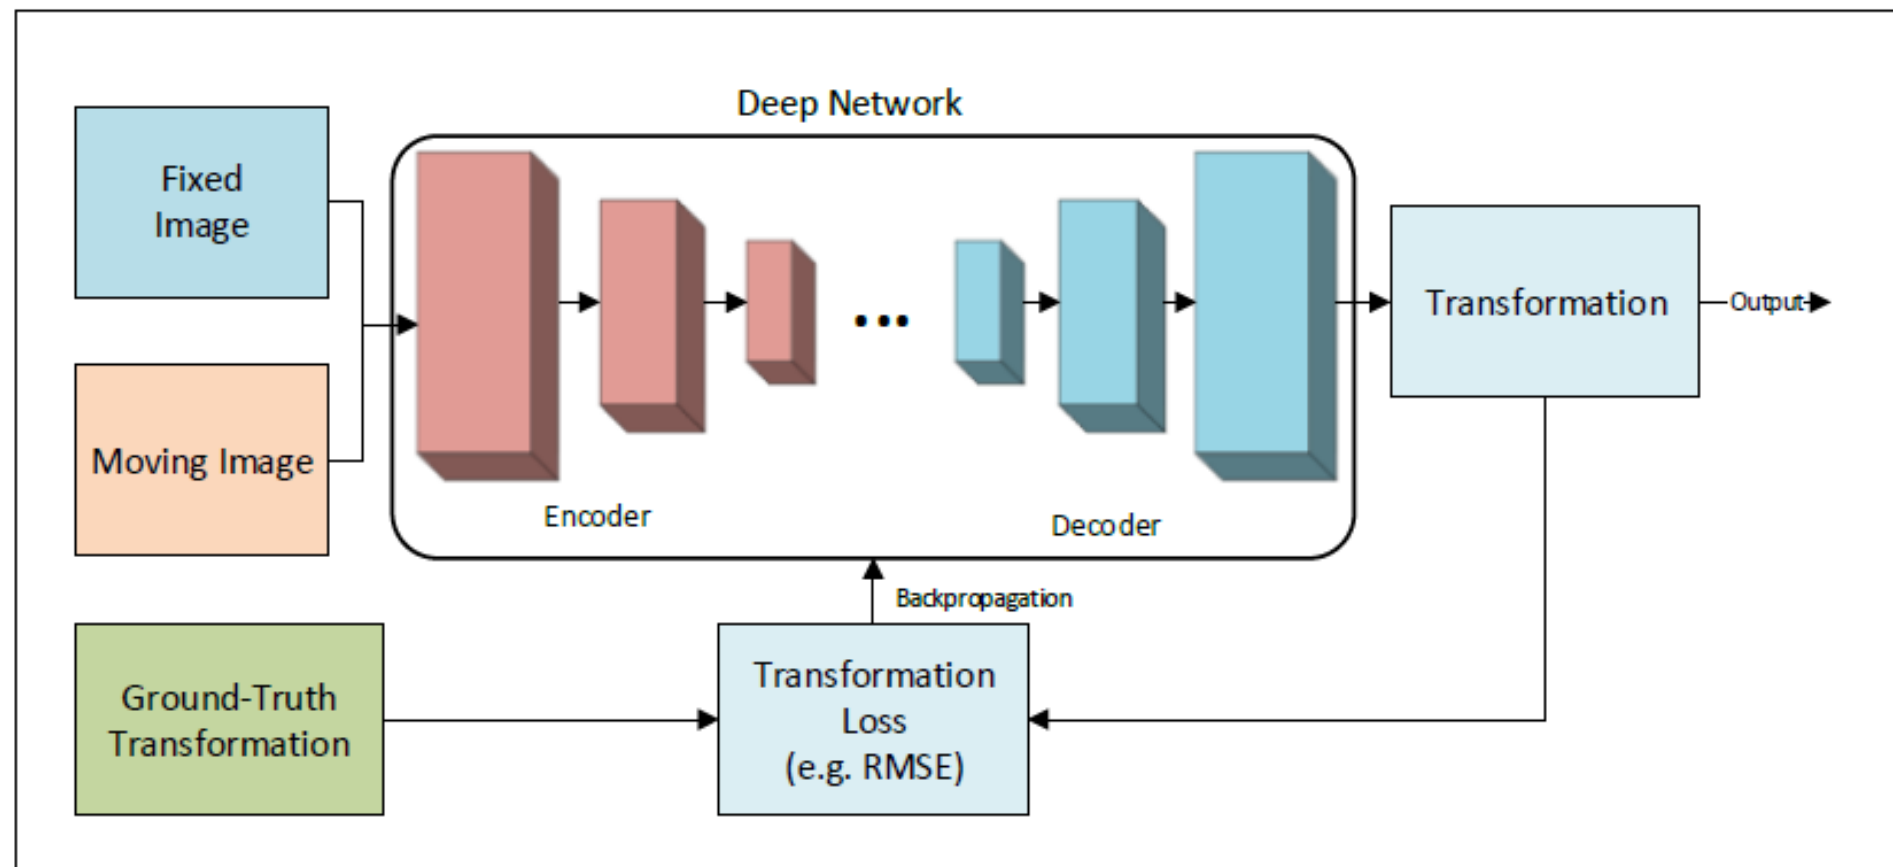 Deep Network
Fixed
Image
Moving Image
Encoder
Decoder
Transformation
Output
Backpropagation
Ground-Truth
Transformation
Transformation
Loss
(e.g. RMSE)